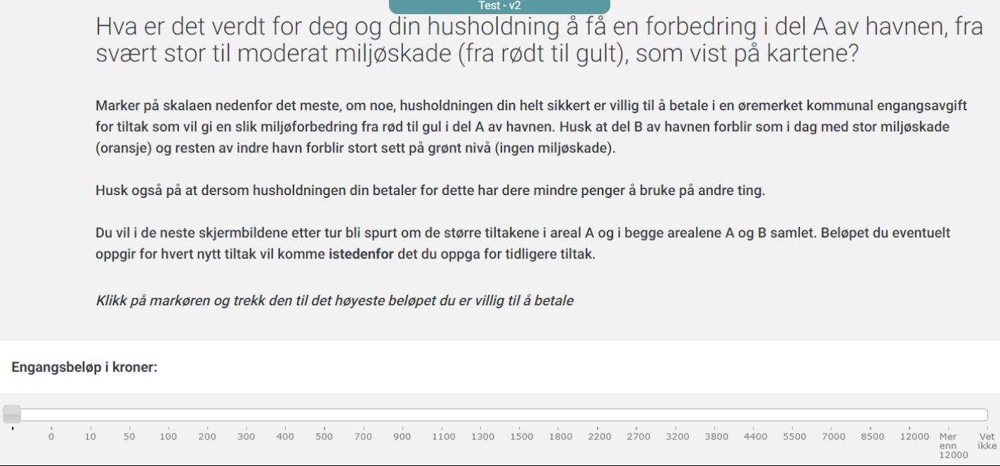 Test - v2
Hva er det verdt for deg og din husholdning å få en forbedring i del A av havnen, fra
svært stor til moderat miljøskade (fra rødt til gult), som vist på kartene?
Marker på skalaen nedenfor det meste, om noe, husholdningen din helt sikkert er villig til å betale i en øremerket kommunal engangsavgift
for tiltak som vil gi en slik miljøforbedring fra rød til gul i del A av havnen. Husk at del B av havnen forblir som i dag med stor miljøskade
(oransje) og resten av indre havn forblir stort sett på grønt nivå (ingen miljøskade).
Husk også på at dersom husholdningen din betaler for dette har dere mindre penger å bruke på andre ting.
Du vil i de neste skjermbildene etter tur bli spurt om de større tiltakene i areal A og i begge arealene A og B samlet. Beløpet du eventuelt
oppgir for hvert nytt tiltak vil komme istedenfor det du oppga for tidligere tiltak.
Klikk på markøren og trekk den til det høyeste beløpet du er villig til å betale
Engangsbeløp i kroner:
0 10 50 100 200 300 400 500 700 900 1100 1300 1500 1800 2200 2700 3200 3800 4400 5500 7000 8500 12000 Mer Vet
enn ikke
12000